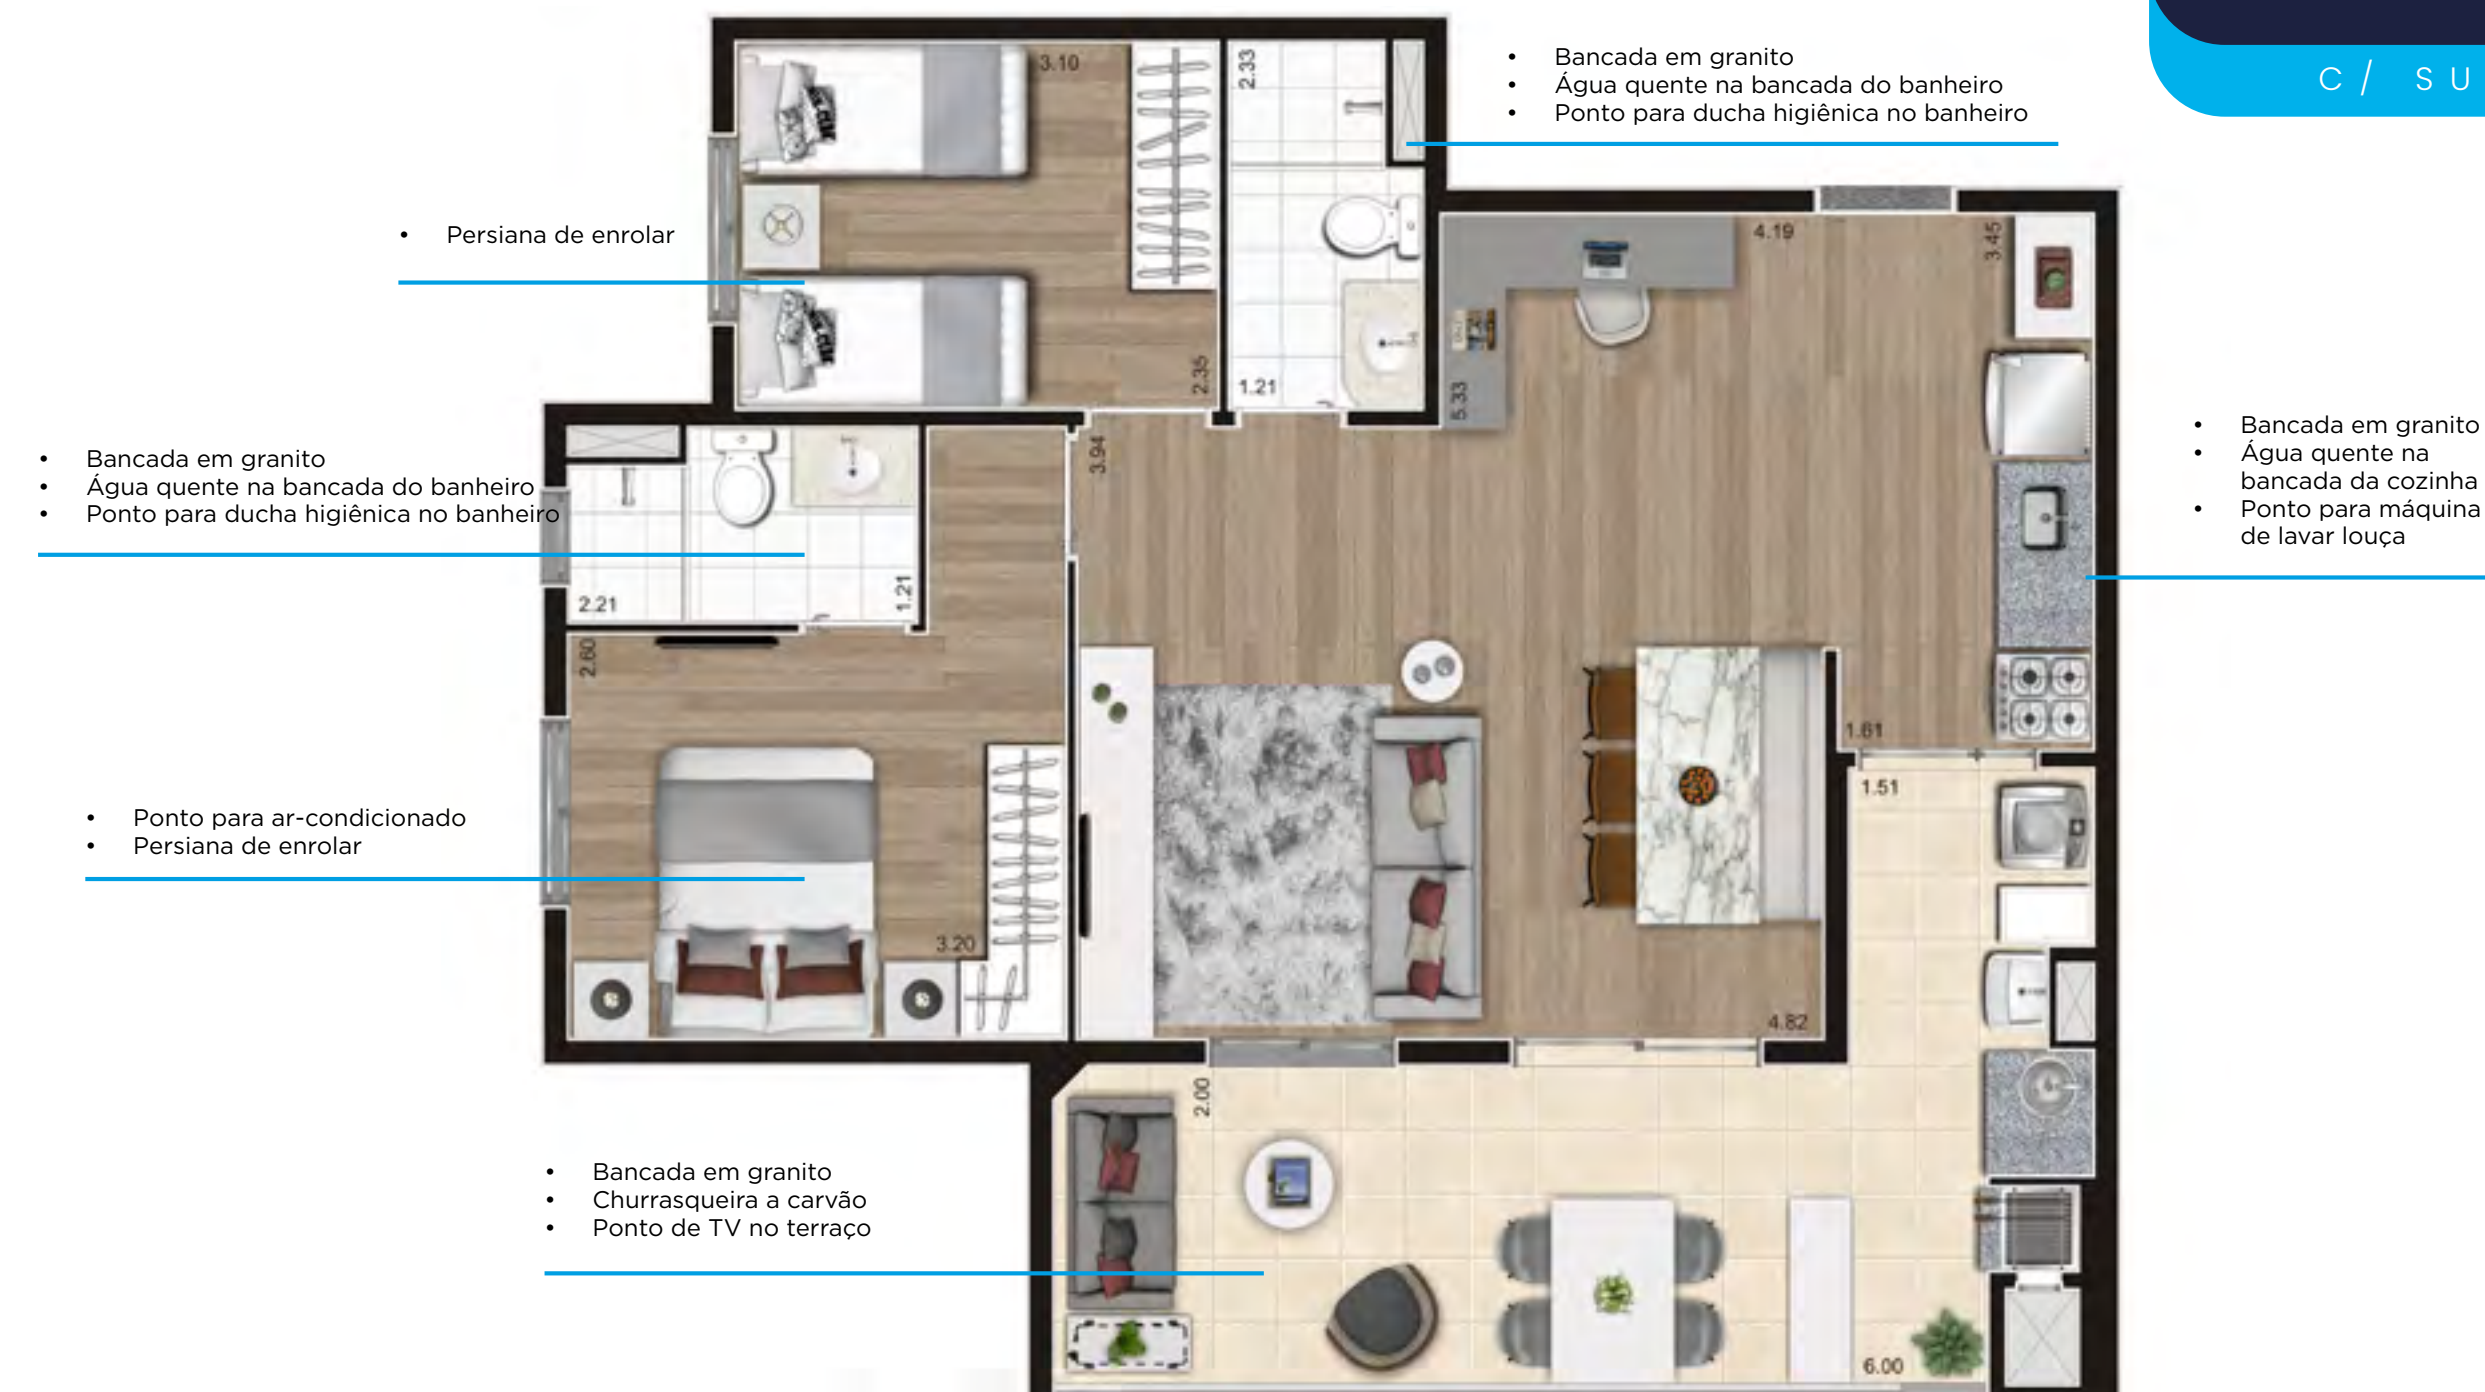 C/ SU
• Bancada em granito
• Água quente na bancada do banheiro
• Ponto para ducha higiênica no banheiro
• Persiana de enrolar
• Bancada em granito
• Água quente na bancada do banheiro
• Ponto para ducha higiênica no banheiro
• Bancada em granito
• Água quente na
bancada da cozinha
• Ponto para máquina
de lavar louça
• Ponto para ar-condicionado
• Persiana de enrolar
• Bancada em granito
• Churrasqueira a carvão
• Ponto de TV no terraço
3.10
2.33
4.19
3.45
2.35
1.21
5.33
3.94
2.21
1.21
2.60
1.61
1.51
3.20
4.82
2.00
6.00